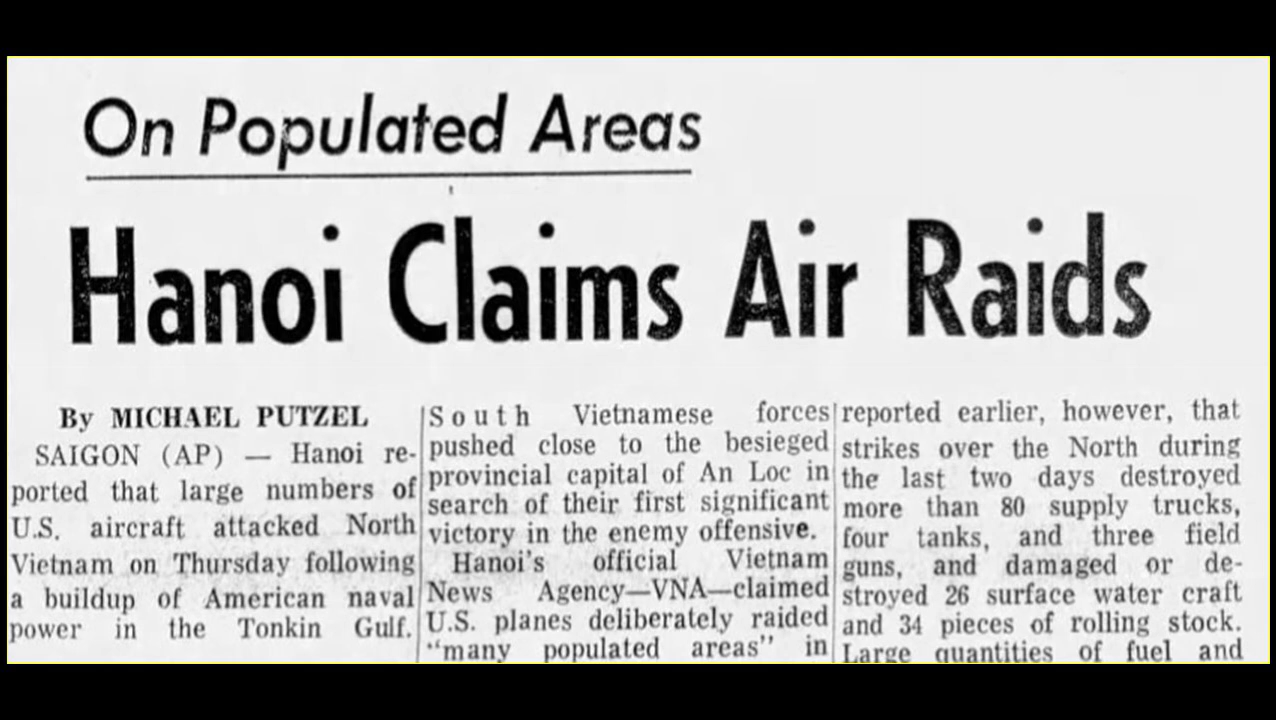 On Populated Areas
Hanoi Claims Air Raids
By MICHAEL PUTZEL
SAIGON (AP) — Hanoi re-
ported that large numbers of
U.S. aircraft attacked North
Vietnam on Thursday following
a buildup of American naval
power in the Tonkin Gulf.
South Vietnamese forces
pushed close to the besieged
provincial capital of An Loc in
search of their first significant
victory in the enemy offensive.
Hanoi's official Vietnam
News Agency—VNA—claimed
U.S. planes deliberately raided
"many populated areas" in
reported earlier, however, that
strikes over the North during
the last two days destroyed
more than 80 supply trucks,
four tanks, and three field
guns, and damaged or de-
stroyed 26 surface water craft
and 34 pieces of rolling stock.
Large quantities of fuel and